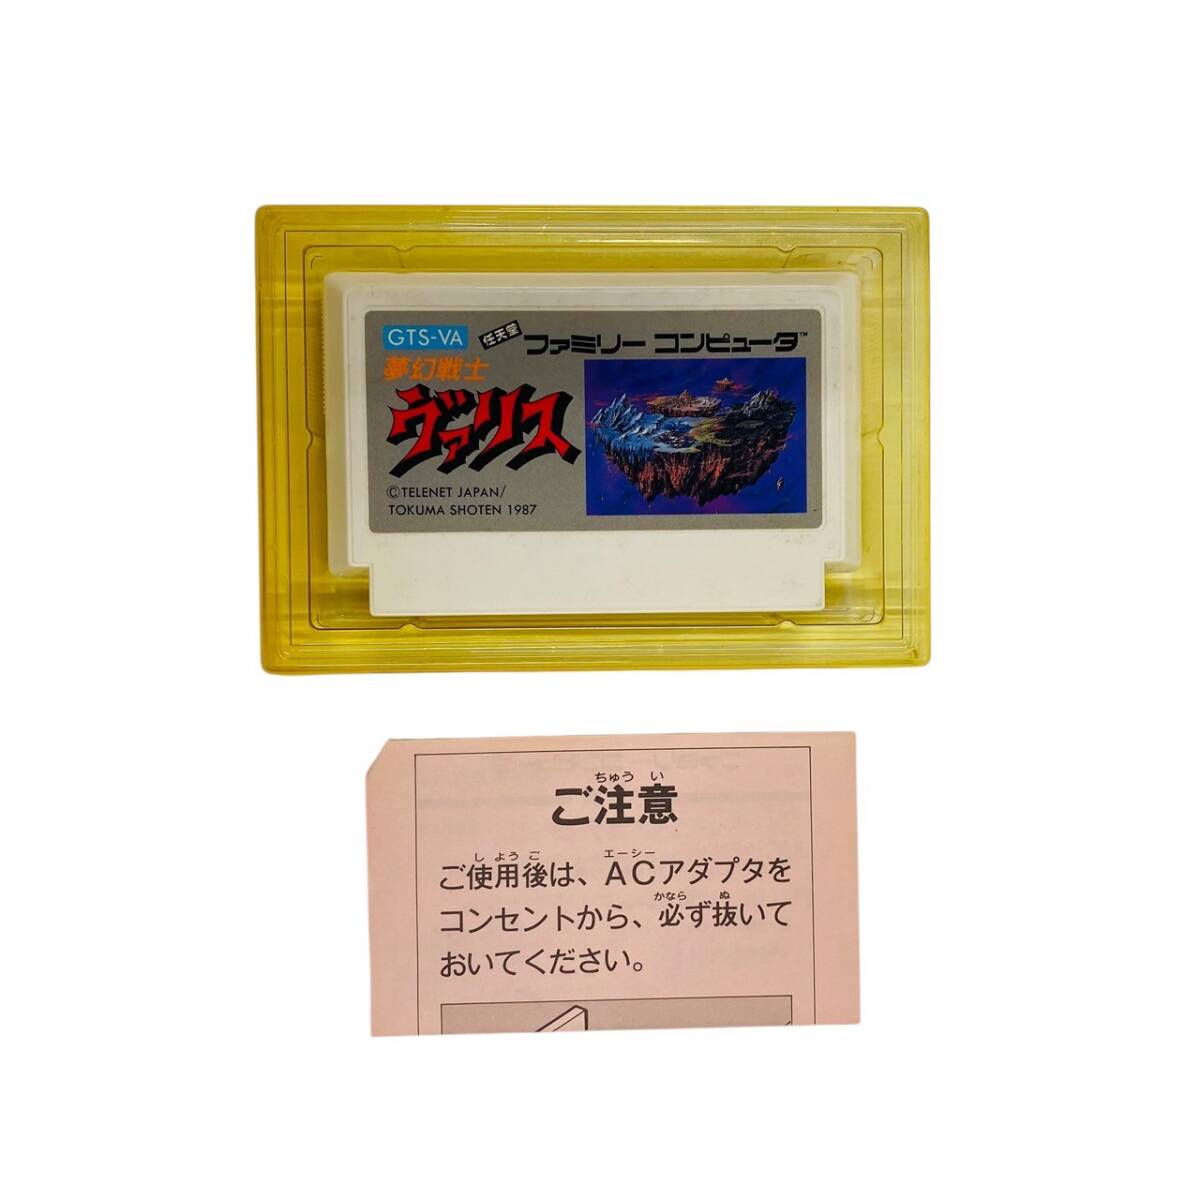 GTS-VA
任天堂
ファミリー コンピュータ™
夢幻戦士
ヴァリス
©TELENET JAPAN/
TOKUMA SHOTEN 1987
ちゅう い
ご注意
し よう ご エーシー
ご使用後は、ACアダプタを
かなら ぬ
コンセントから、必ず抜いて
おいてください。